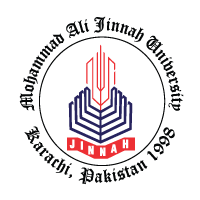 Mohammad Ali Jinnah University
JINNAH
Karachi, Pakistan 1998